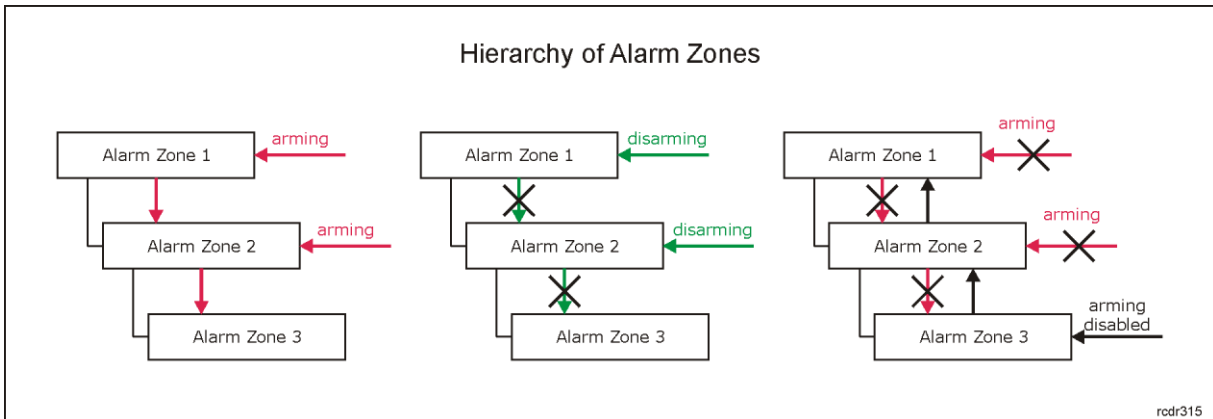 Hierarchy of Alarm Zones
Alarm Zone 1
arming
Alarm Zone 2
arming
Alarm Zone 3
Alarm Zone 1
disarming
Alarm Zone 2
disarming
Alarm Zone 3
Alarm Zone 1
arming
Alarm Zone 2
arming
Alarm Zone 3
arming
disabled
rcdr315